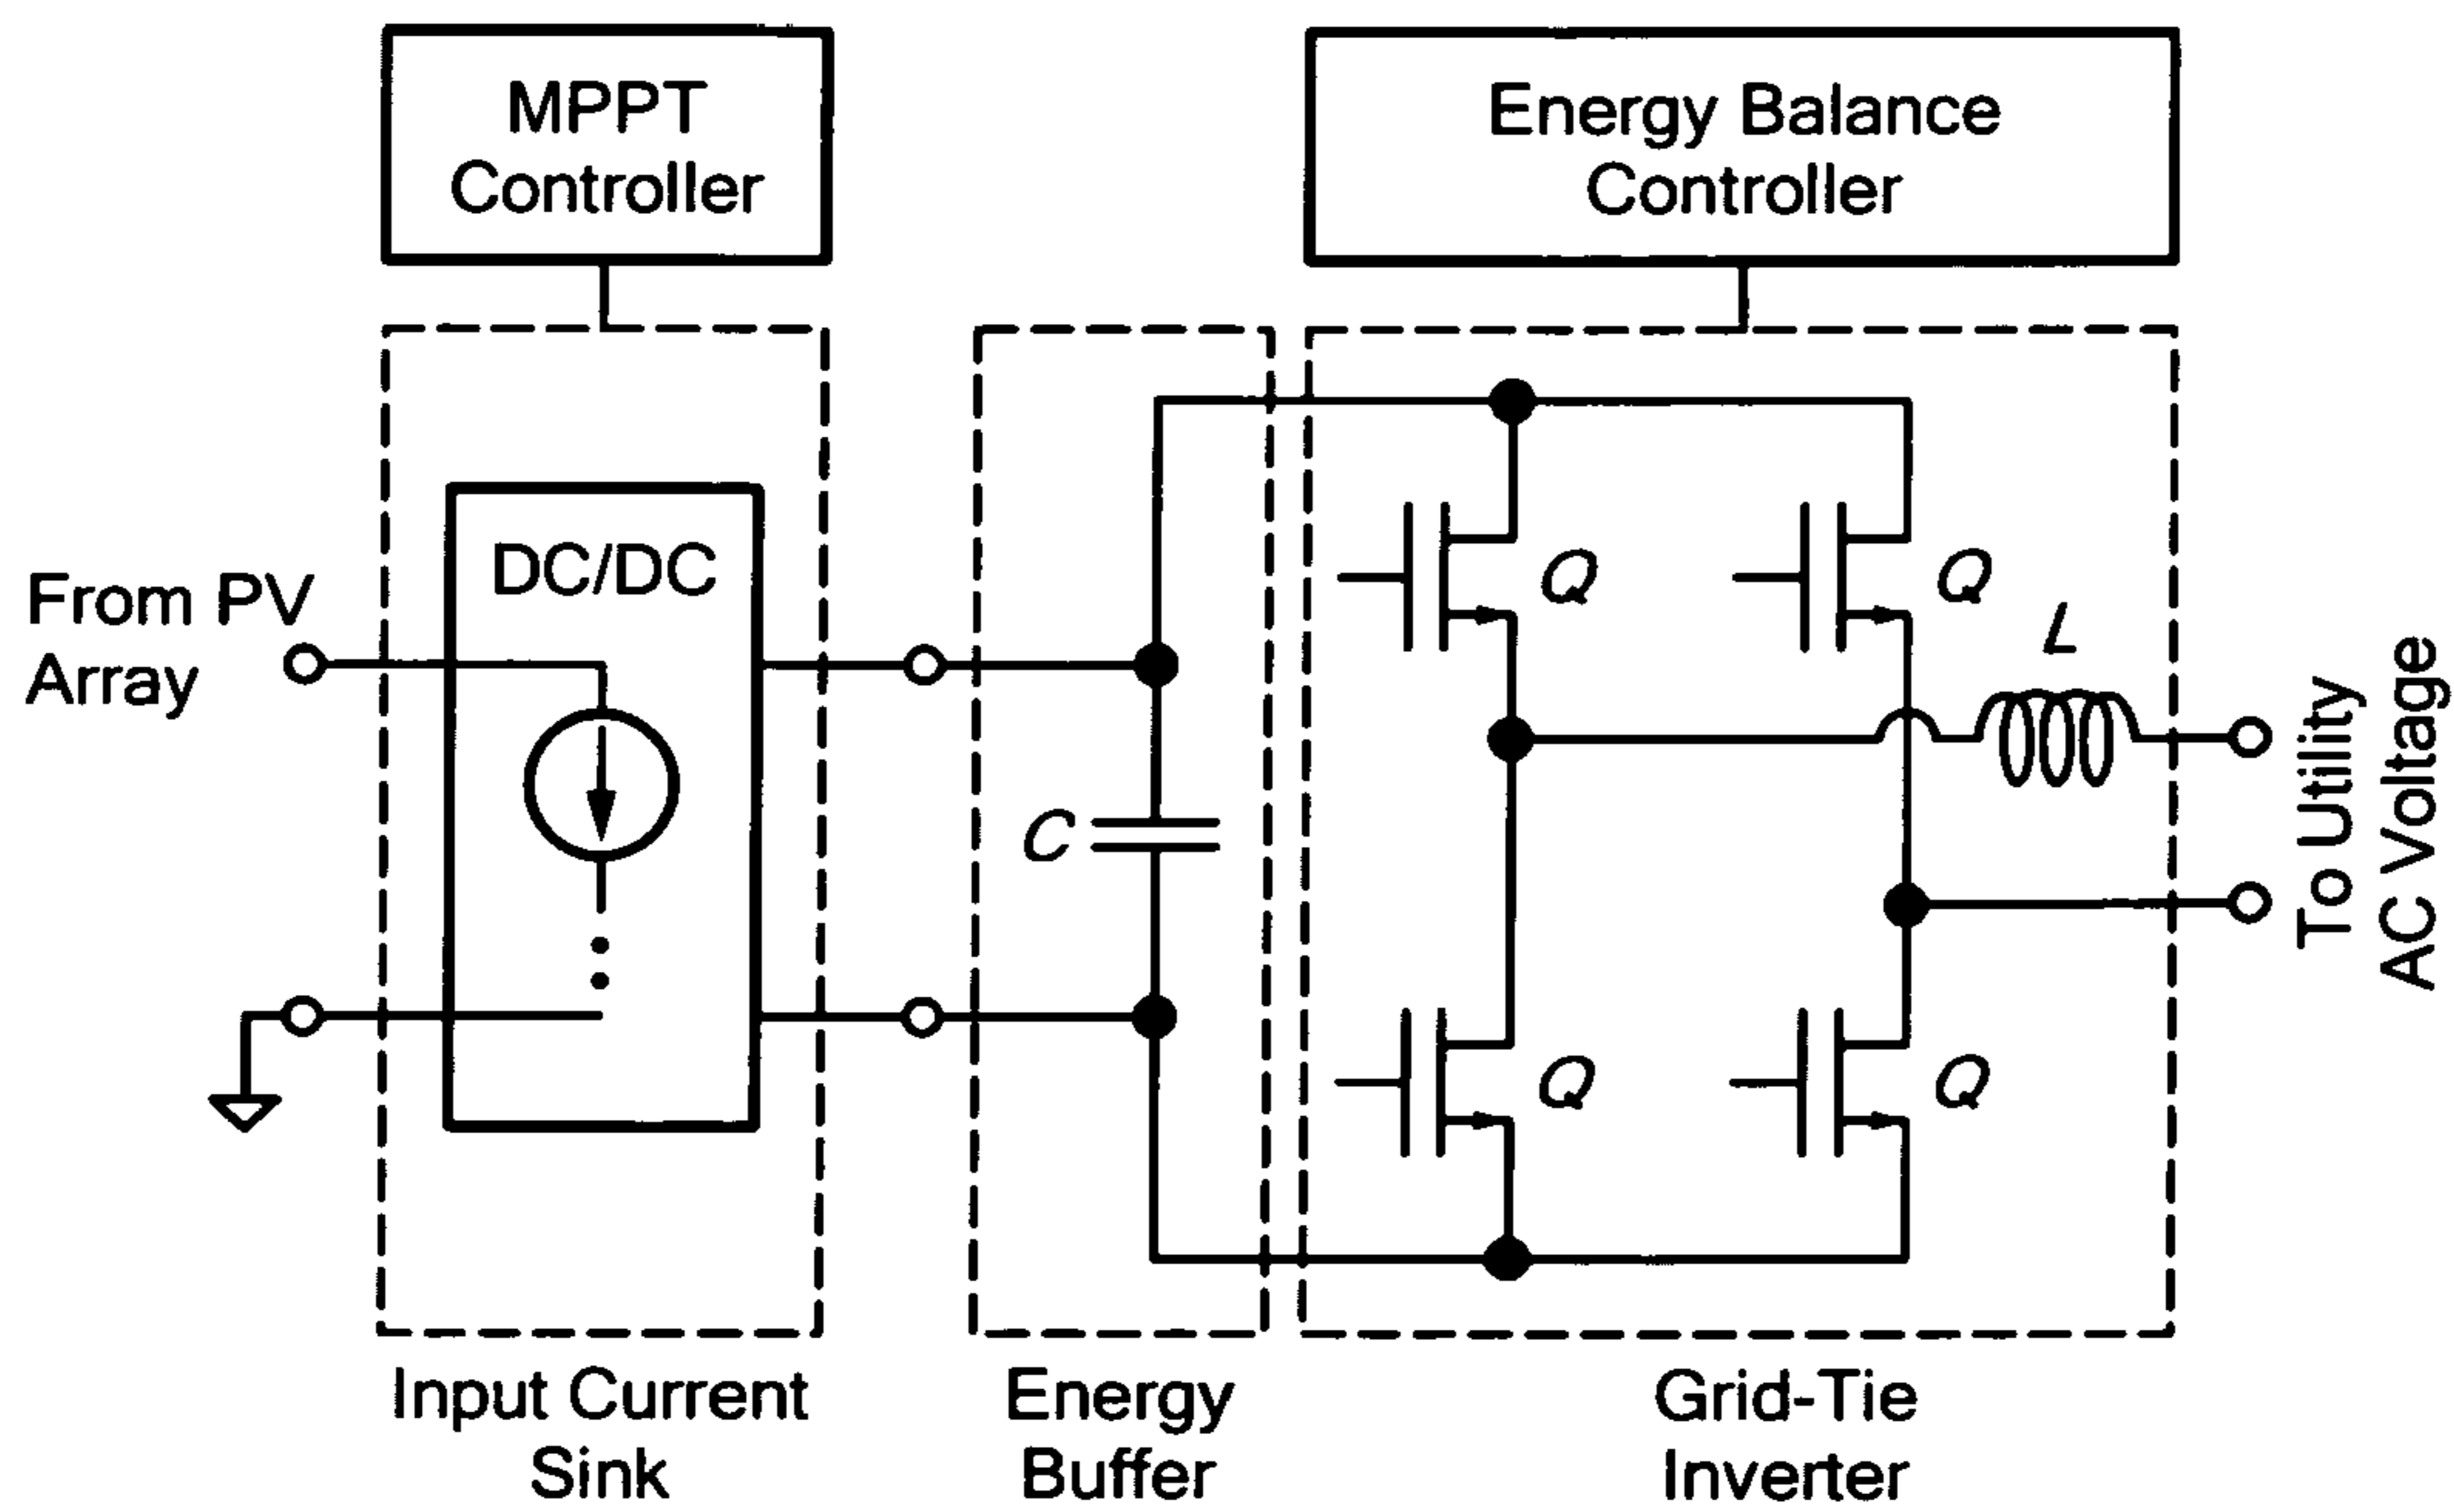 MPPT
Controller
Energy Balance
Controller
DC/DC
From PV
Array
C
Q
Q
L
Q
Q
To Utility
AC Voltage
Input Current
Sink
Energy
Buffer
Grid-Tie
Inverter